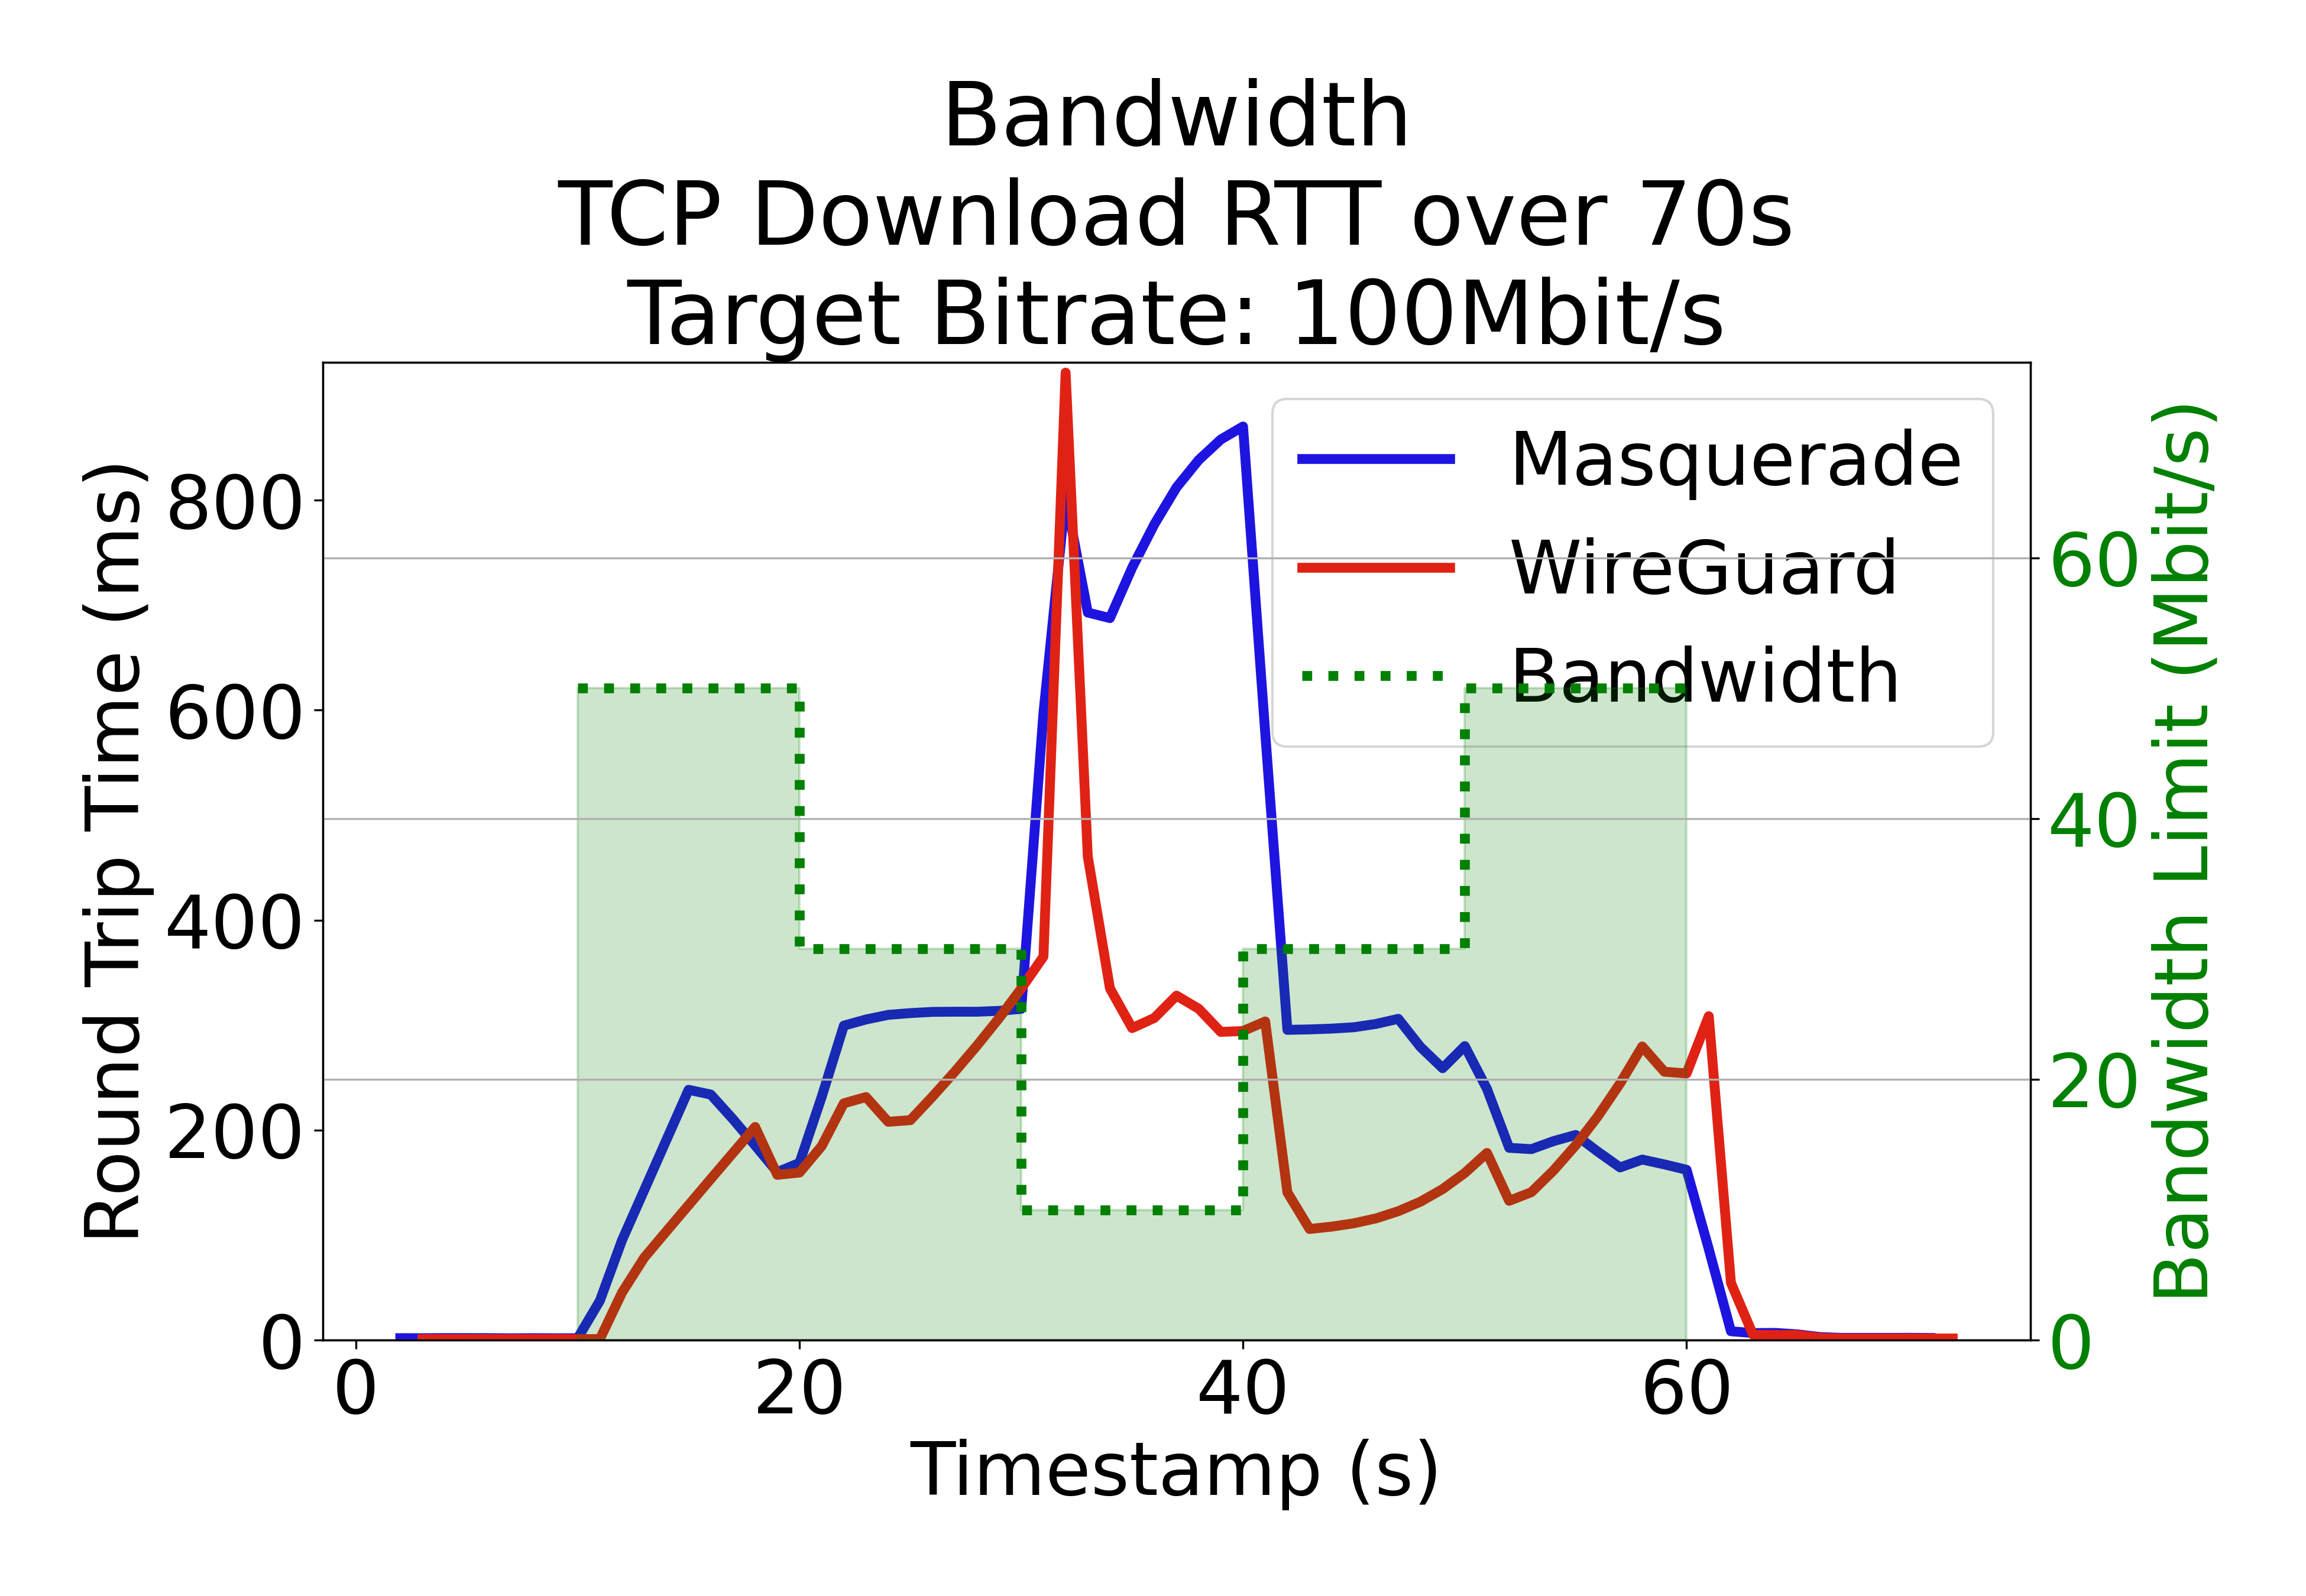 Bandwidth
TCP Download RTT over 70s
Target Bitrate: 100Mbit/s
Round Trip Time (ms)
800
600
400
200
0
Masquerade
WireGuard
Bandwidth
60
40
20
0
Bandwidth Limit (Mbit/s)
0 20 40 60
Timestamp (s)